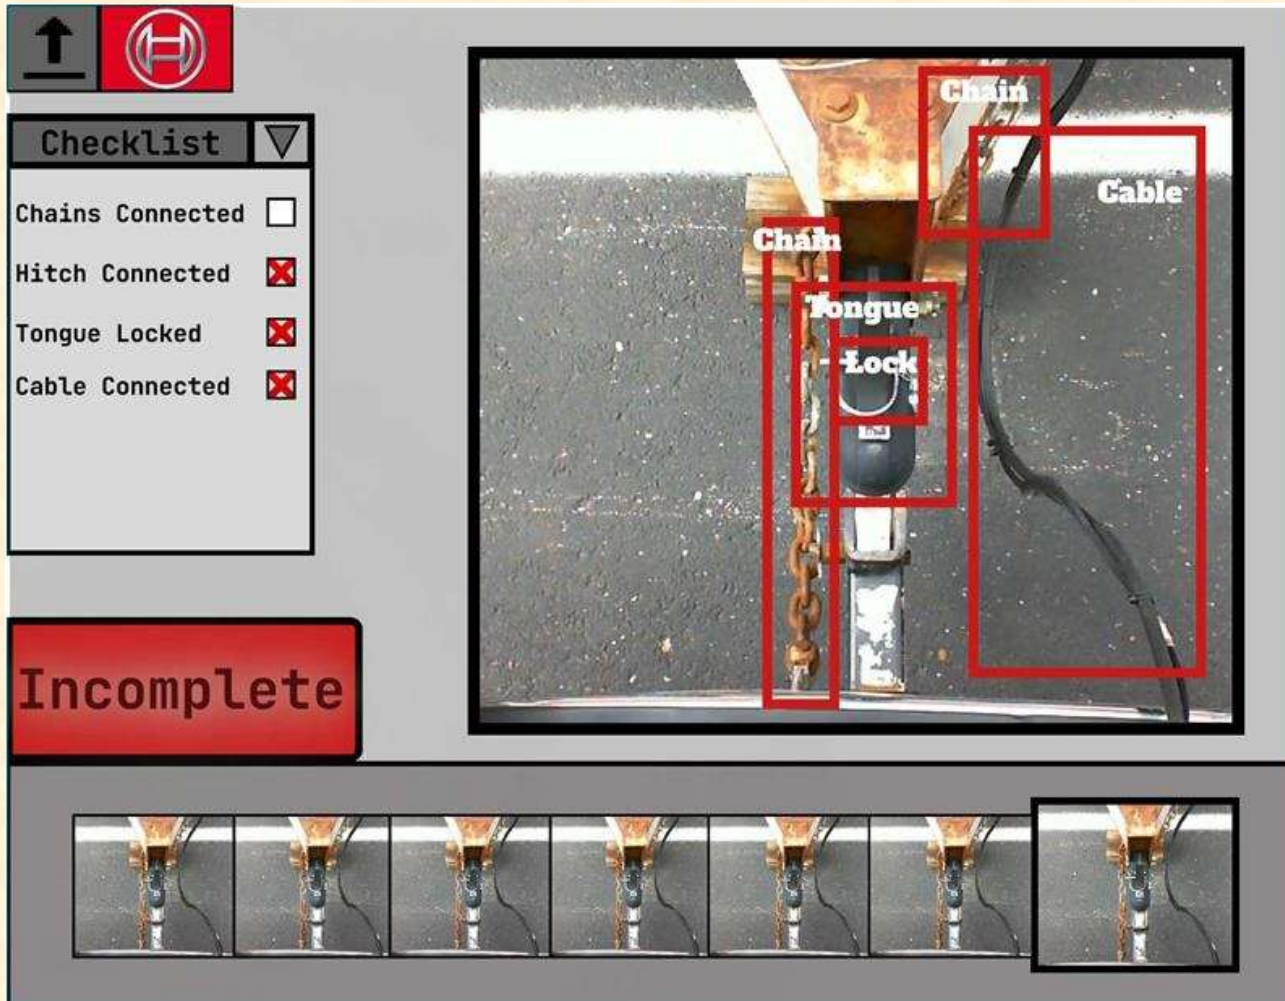 Checklist
Chains Connected
Hitch Connected
Tongue Locked
Cable Connected
Incomplete
Chain
Cable
Chain
Tongue
Lock